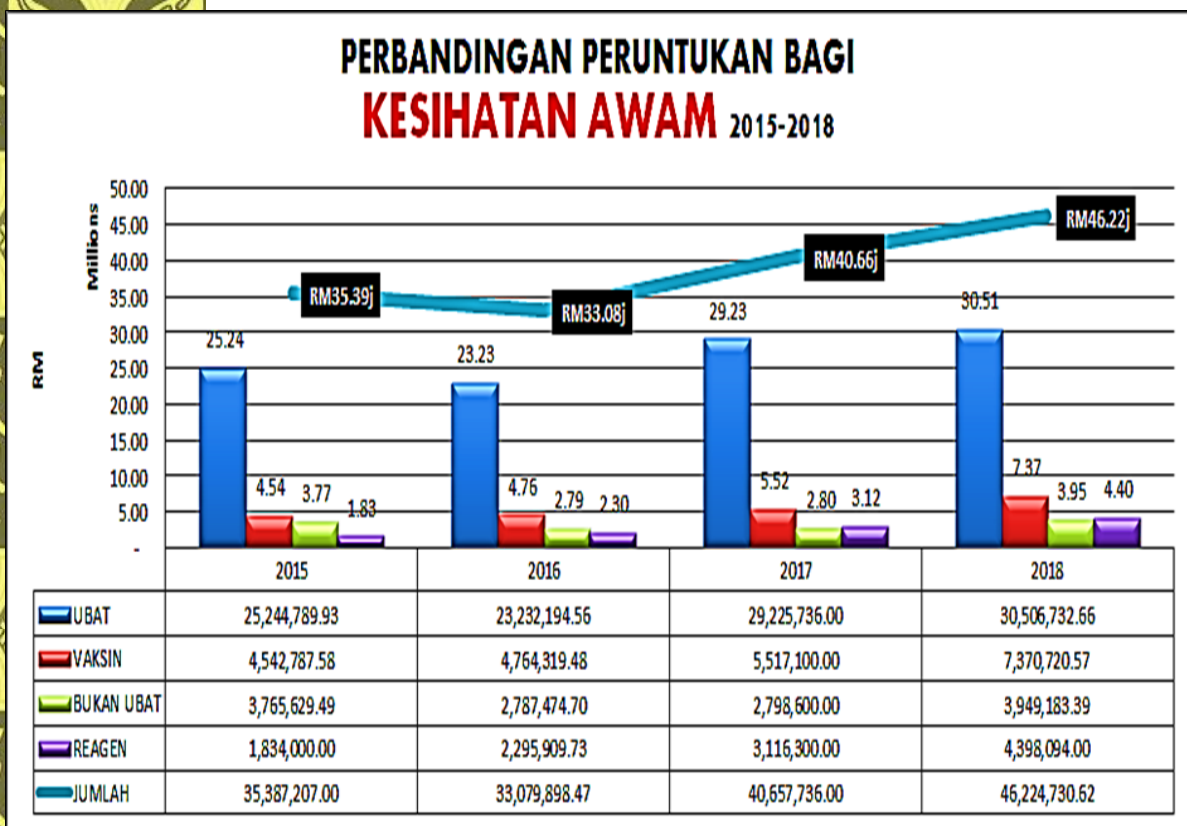 PERBANDINGAN PERUNTUKAN BAGI
KESIHATAN AWAM 2015-2018
RM
Millions
50.00
45.00
40.00
35.00
30.00
25.00
20.00
15.00
10.00
5.00
-
RM35.39j
RM33.08j
RM40.66j
RM46.22j
25.24
4.54
3.77
1.83
23.23
4.76
2.79
2.30
29.23
5.52
2.80
3.12
30.51
7.37
3.95
4.40
2015 2016 2017 2018
UBAT 25,244,789.93 23,232,194.56 29,225,736.00 30,506,732.66
VAKSIN 4,542,787.58 4,764,319.48 5,517,100.00 7,370,720.57
BUKAN UBAT 3,765,629.49 2,787,474.70 2,798,600.00 3,949,183.39
REAGEN 1,834,000.00 2,295,909.73 3,116,300.00 4,398,094.00
JUMLAH 35,387,207.00 33,079,898.47 40,657,736.00 46,224,730.62